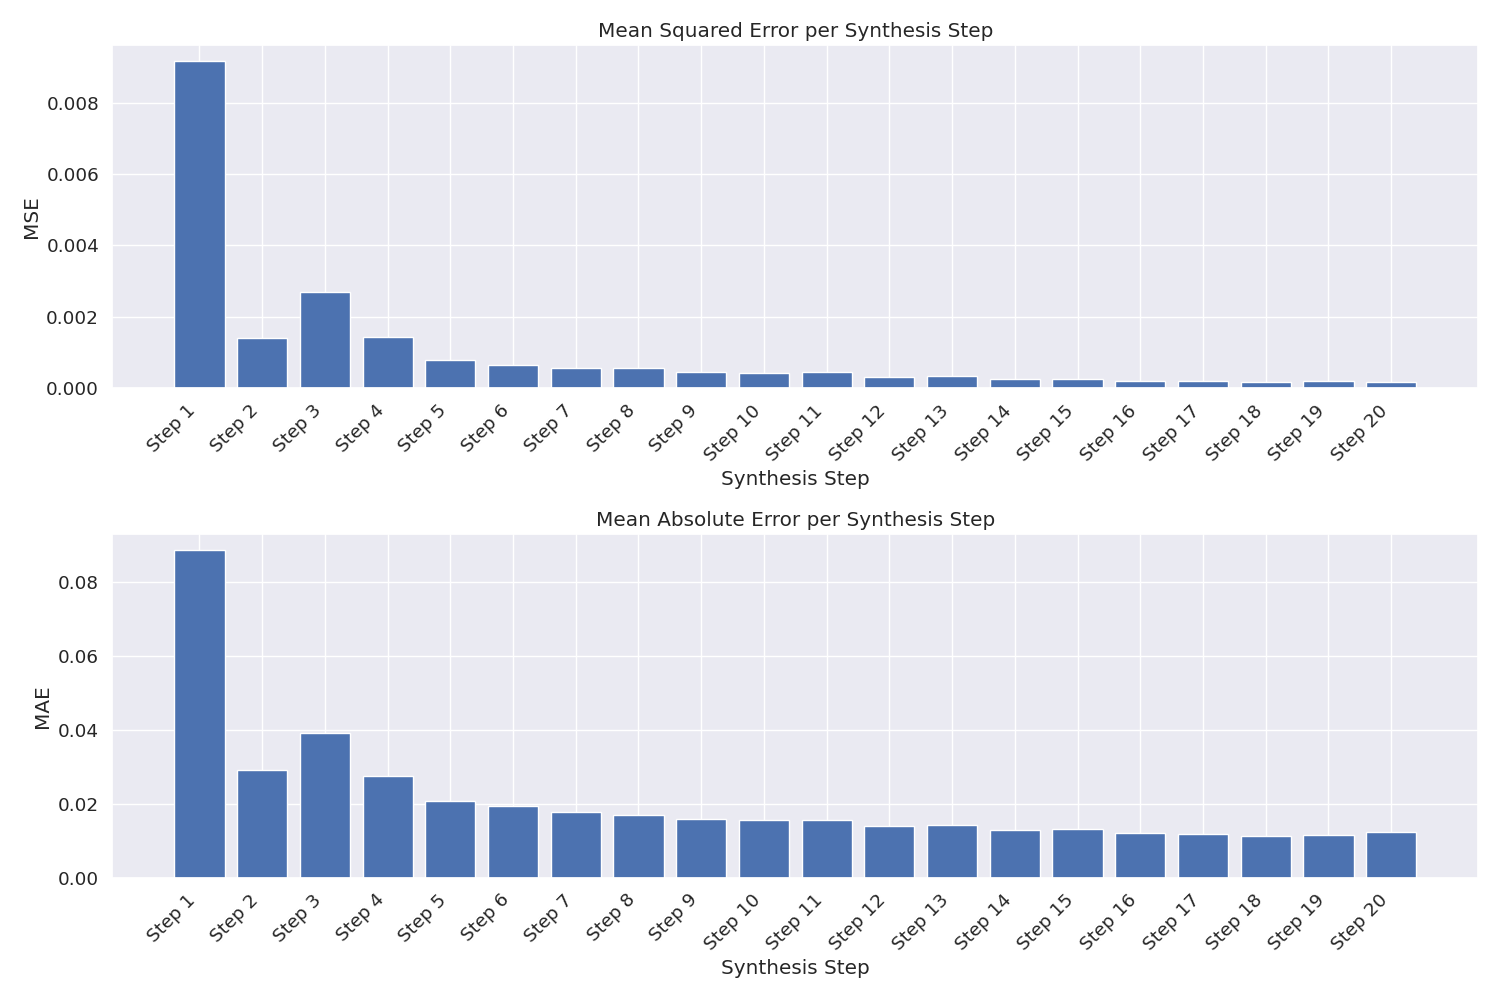 Mean Squared Error per Synthesis Step
MSE
0.008
0.006
0.004
0.002
0.000
Step 1
Step 2
Step 3
Step 4
Step 5
Step 6
Step 7
Step 8
Step 9
Step 10
Step 11
Step 12
Step 13
Step 14
Step 15
Step 16
Step 17
Step 18
Step 19
Step 20
Synthesis Step
Mean Absolute Error per Synthesis Step
MAE
0.08
0.06
0.04
0.02
0.00
Step 1
Step 2
Step 3
Step 4
Step 5
Step 6
Step 7
Step 8
Step 9
Step 10
Step 11
Step 12
Step 13
Step 14
Step 15
Step 16
Step 17
Step 18
Step 19
Step 20
Synthesis Step